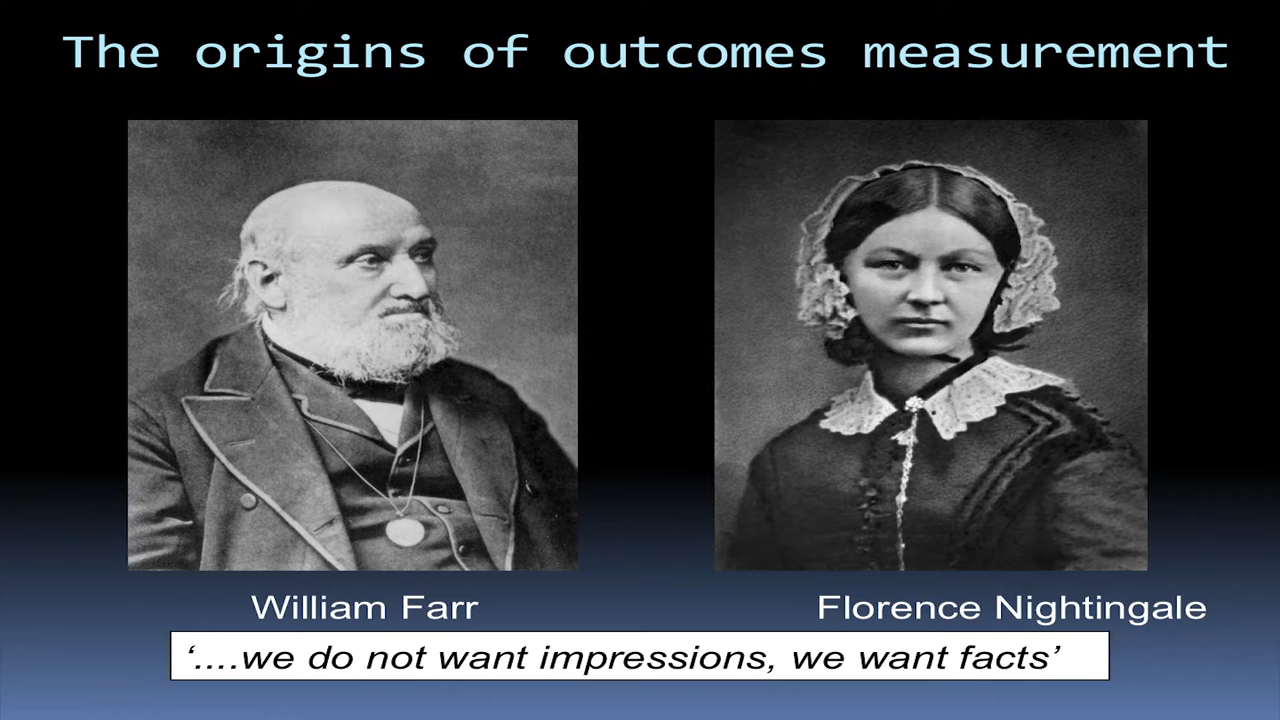 The origins of outcomes measurement
William Farr
Florence Nightingale
‘....we do not want impressions, we want facts’